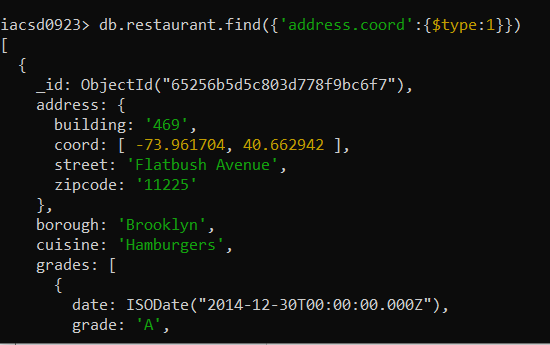 iacsd0923> db.restaurant.find({'address.coord':{$type:1}})
[
  {
    _id: ObjectId("65256b5d5c803d778f9bc6f7"),
    address: {
      building: '469',
      coord: [ -73.961704, 40.662942 ],
      street: 'Flatbush Avenue',
      zipcode: '11225'
    },
    borough: 'Brooklyn',
    cuisine: 'Hamburgers',
    grades: [
      {
        date: ISODate("2014-12-30T00:00:00.000Z"),
        grade: 'A',